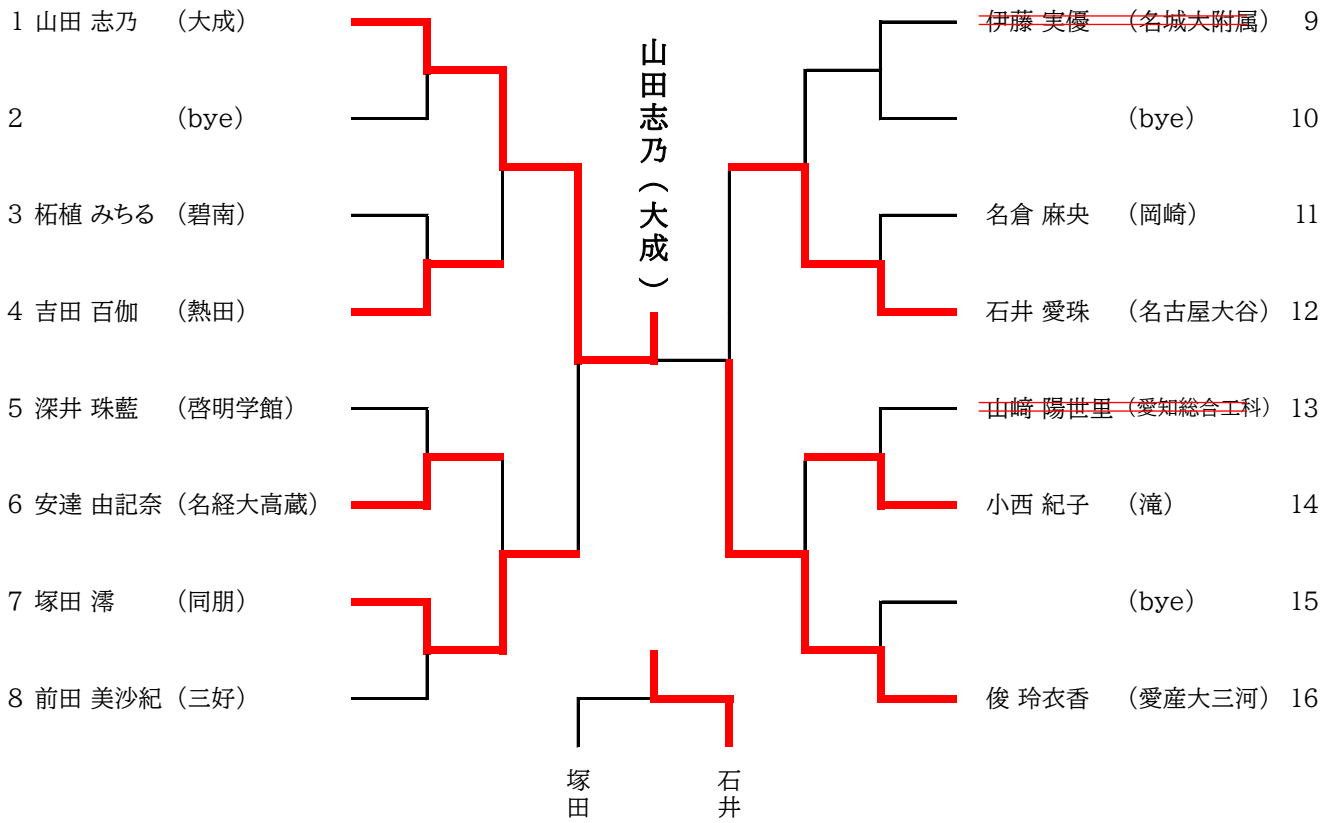 1 山田 志乃 （大成）
2 （bye）
3 柘植 みちる （碧南）
4 吉田 百伽 （熱田）
5 深井 珠藍 （啓明学館）
6 安達 由記奈 （名経大高蔵）
7 塚田 澪 （同朋）
8 前田 美沙紀 （三好）
山田志乃（大成）
伊藤 実優 （名城大附属） 9
（bye） 10
名倉 麻央 （岡崎） 11
石井 愛珠 （名古屋大谷） 12
山﨑 陽世里 （愛知総合工科） 13
小西 紀子 （滝） 14
（bye） 15
俊 玲衣香 （愛産大三河） 16
塚田
石井